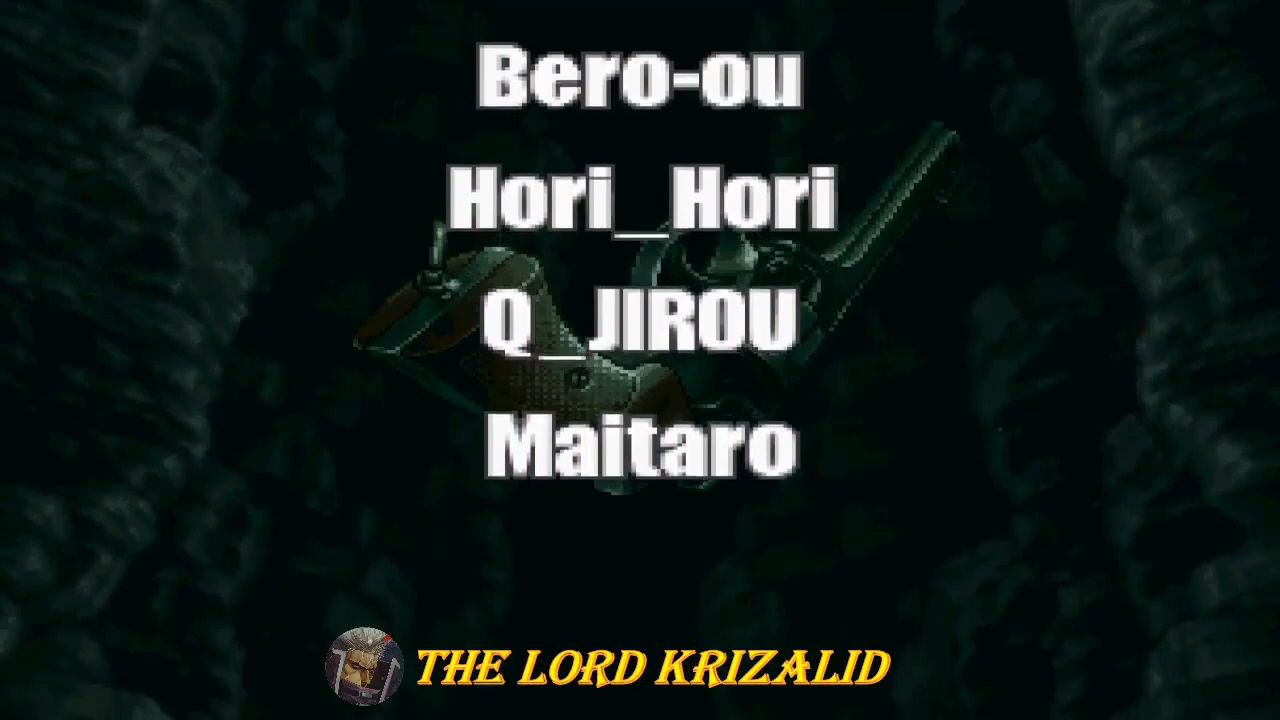 Bero-ou
Hori_Hori
Q_JIROU
Maitaro
THE LORD KRIZALID